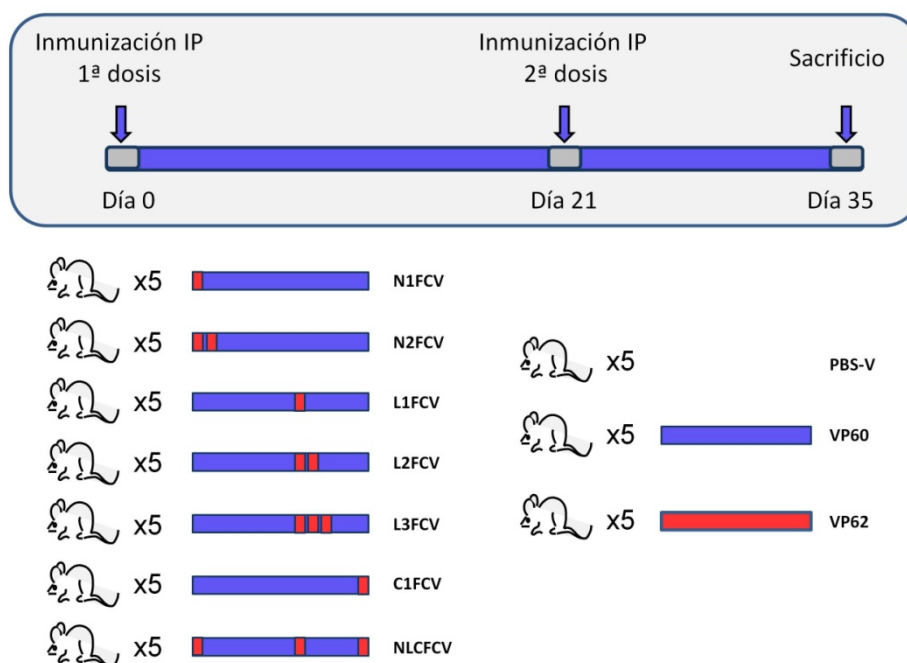 Inmunización IP
1ª dosis
Inmunización IP
2ª dosis
Sacrificio
Día 0
Día 21
Día 35
x5 N1FCV
x5 N2FCV
x5 L1FCV
x5 L2FCV
x5 L3FCV
x5 C1FCV
x5 NLCFCV
x5 PBS-V
x5 VP60
x5 VP62